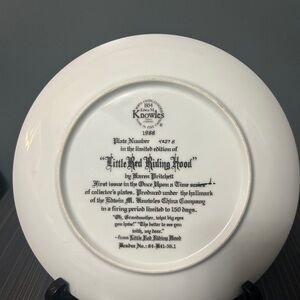 804
Edwin M.
Knowles
1988
Plate Number 4427 B
in the limited edition of
"Little Red Riding Hood"
by Karen Pritchett
First issue in the Once Upon a Time series
of collector's plates. Produced under the hallmark
of the Edwin M. Knowles China Company
in a firing period limited to 150 days.
"Oh, Grandmother, what big eyes
you have!" "The better to see you
with, my dear."
—from Little Red Riding Hood
Bradex No.: 84-K41-30.1